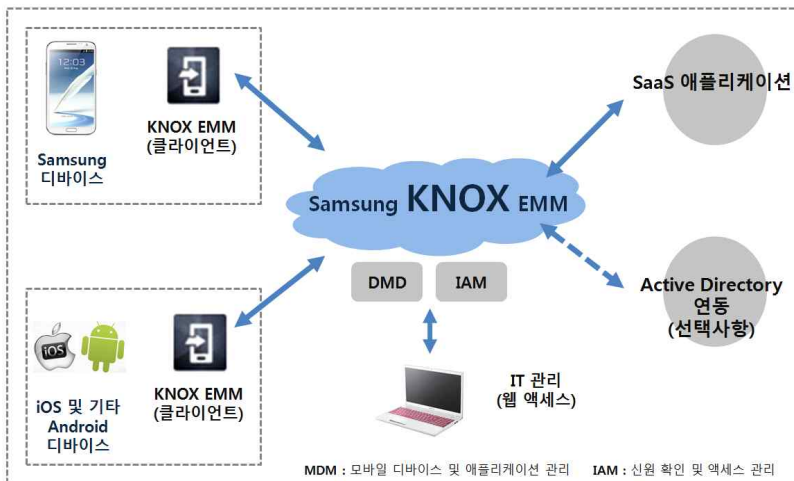 12:03
KNOX EMM
(클라이언트)
Samsung
디바이스
SaaS 애플리케이션
Samsung KNOX EMM
DMD
IAM
Active Directory
연동
(선택사항)
iOS
KNOX EMM
(클라이언트)
iOS 및 기타
Android
디바이스
IT 관리
(웹 액세스)
MDM : 모바일 디바이스 및 애플리케이션 관리 IAM : 신원 확인 및 액세스 관리